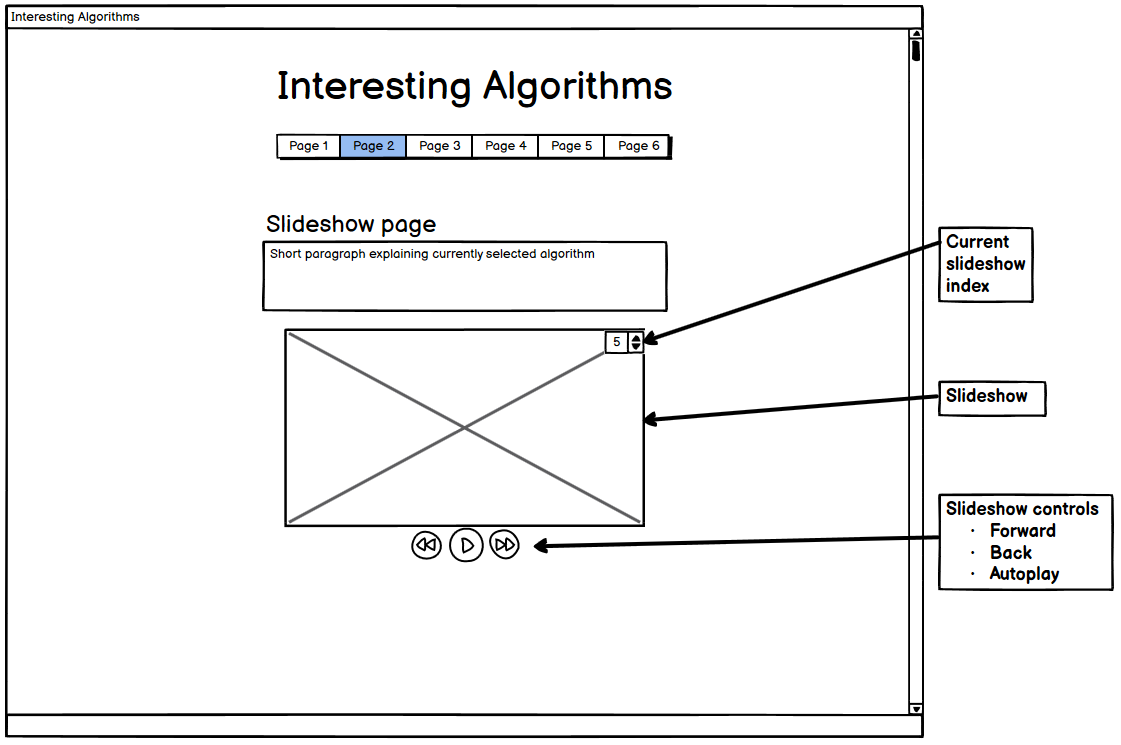 Interesting Algorithms
Interesting Algorithms
Page 1 Page 2 Page 3 Page 4 Page 5 Page 6
Slideshow page
Short paragraph explaining currently selected algorithm
5
Current
slideshow
index
Slideshow
Slideshow controls
· Forward
· Back
· Autoplay